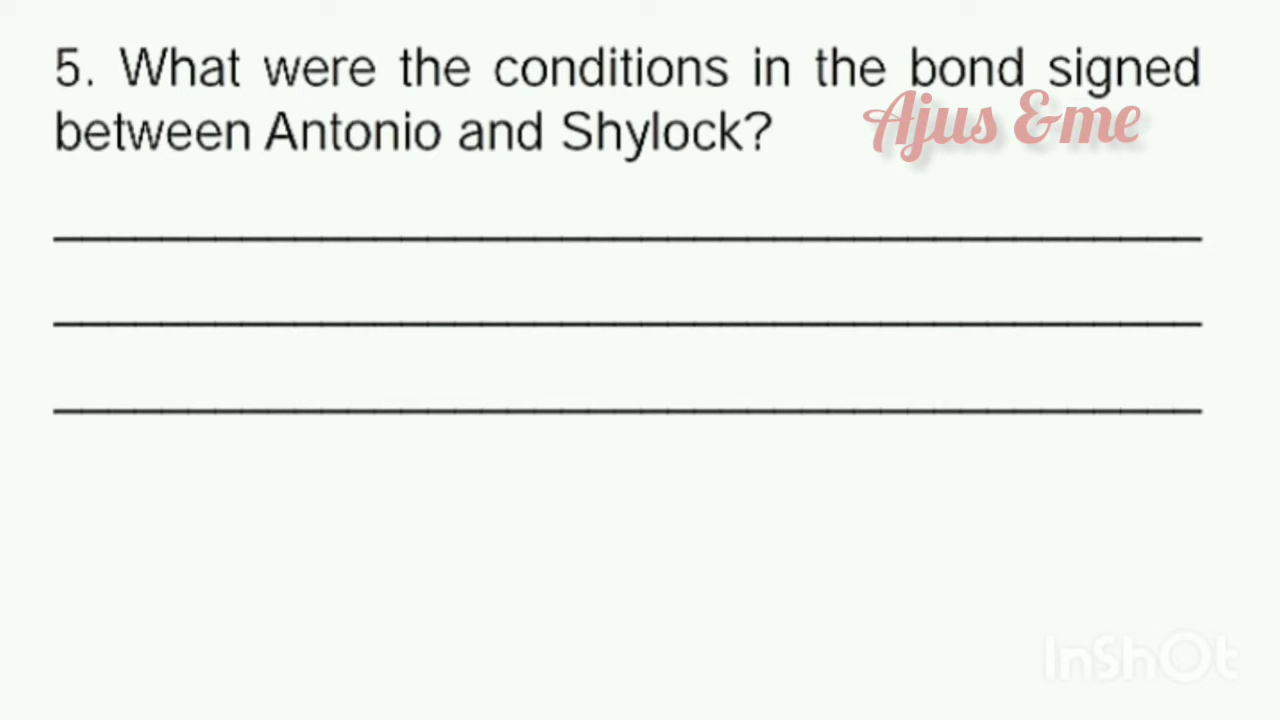 5. What were the conditions in the bond signed
between Antonio and Shylock?
Ajus &me
InShOt